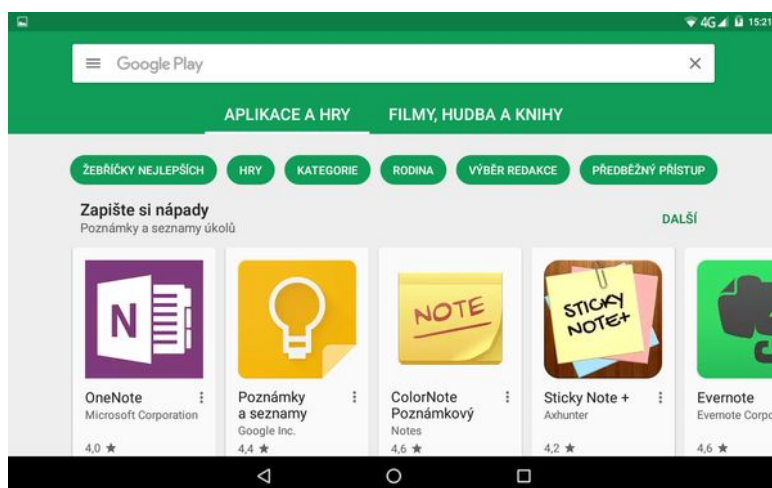 4G 15:21
Google Play
APLIKACE A HRY FILMY, HUDBA A KNIHY
ŽEBŘÍČKY NEJLEPŠÍCH HRY KATEGORIE RODINA VÝBĚR REDAKCE PŘEDBĚŽNÝ PŘÍSTUP
Zapište si nápady
Poznámky a seznamy úkolů
DALŠÍ
N
NOTE
STICKY
NOTE+
OneNote
Microsoft Corporation
4,0 ★
Poznámky
a seznamy
Google Inc.
4,4 ★
ColorNote
Poznámkový
Notes
4,6 ★
Sticky Note +
Axhunter
4,2 ★
Evernote
Evernote Corpo
4,6 ★